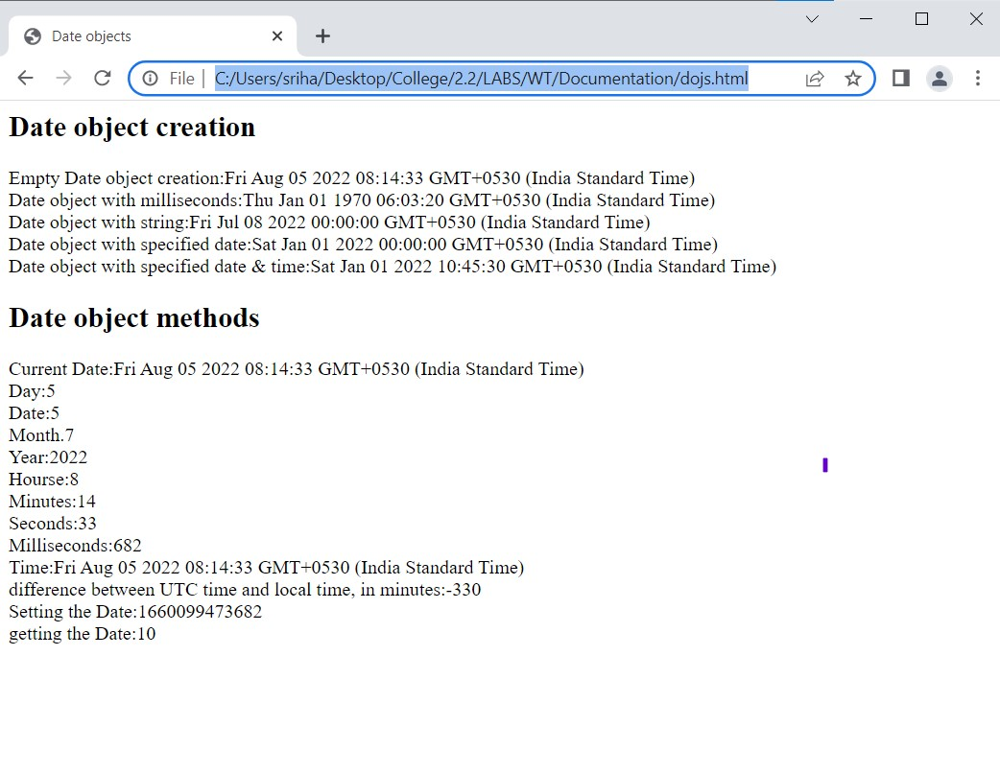 Date objects
File | C:/Users/sriha/Desktop/College/2.2/LABS/WT/Documentation/dojs.html
Date object creation
Empty Date object creation:Fri Aug 05 2022 08:14:33 GMT+0530 (India Standard Time)
Date object with milliseconds:Thu Jan 01 1970 06:03:20 GMT+0530 (India Standard Time)
Date object with string:Fri Jul 08 2022 00:00:00 GMT+0530 (India Standard Time)
Date object with specified date:Sat Jan 01 2022 00:00:00 GMT+0530 (India Standard Time)
Date object with specified date & time:Sat Jan 01 2022 10:45:30 GMT+0530 (India Standard Time)
Date object methods
Current Date:Fri Aug 05 2022 08:14:33 GMT+0530 (India Standard Time)
Day:5
Date:5
Month.7
Year:2022
Hourse:8
Minutes:14
Seconds:33
Milliseconds:682
Time:Fri Aug 05 2022 08:14:33 GMT+0530 (India Standard Time)
difference between UTC time and local time, in minutes:-330
Setting the Date:1660099473682
getting the Date:10